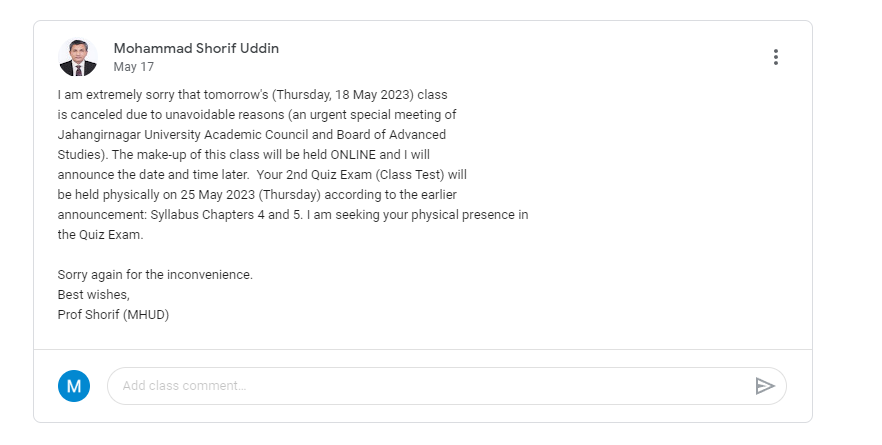 Mohammad Shorif Uddin
May 17
I am extremely sorry that tomorrow's (Thursday, 18 May 2023) class
is canceled due to unavoidable reasons (an urgent special meeting of
Jahangirnagar University Academic Council and Board of Advanced
Studies). The make-up of this class will be held ONLINE and I will
announce the date and time later.  Your 2nd Quiz Exam (Class Test) will
be held physically on 25 May 2023 (Thursday) according to the earlier
announcement: Syllabus Chapters 4 and 5. I am seeking your physical presence in
the Quiz Exam.
Sorry again for the inconvenience.
Best wishes,
Prof Shorif (MHUD)
M
Add class comment...